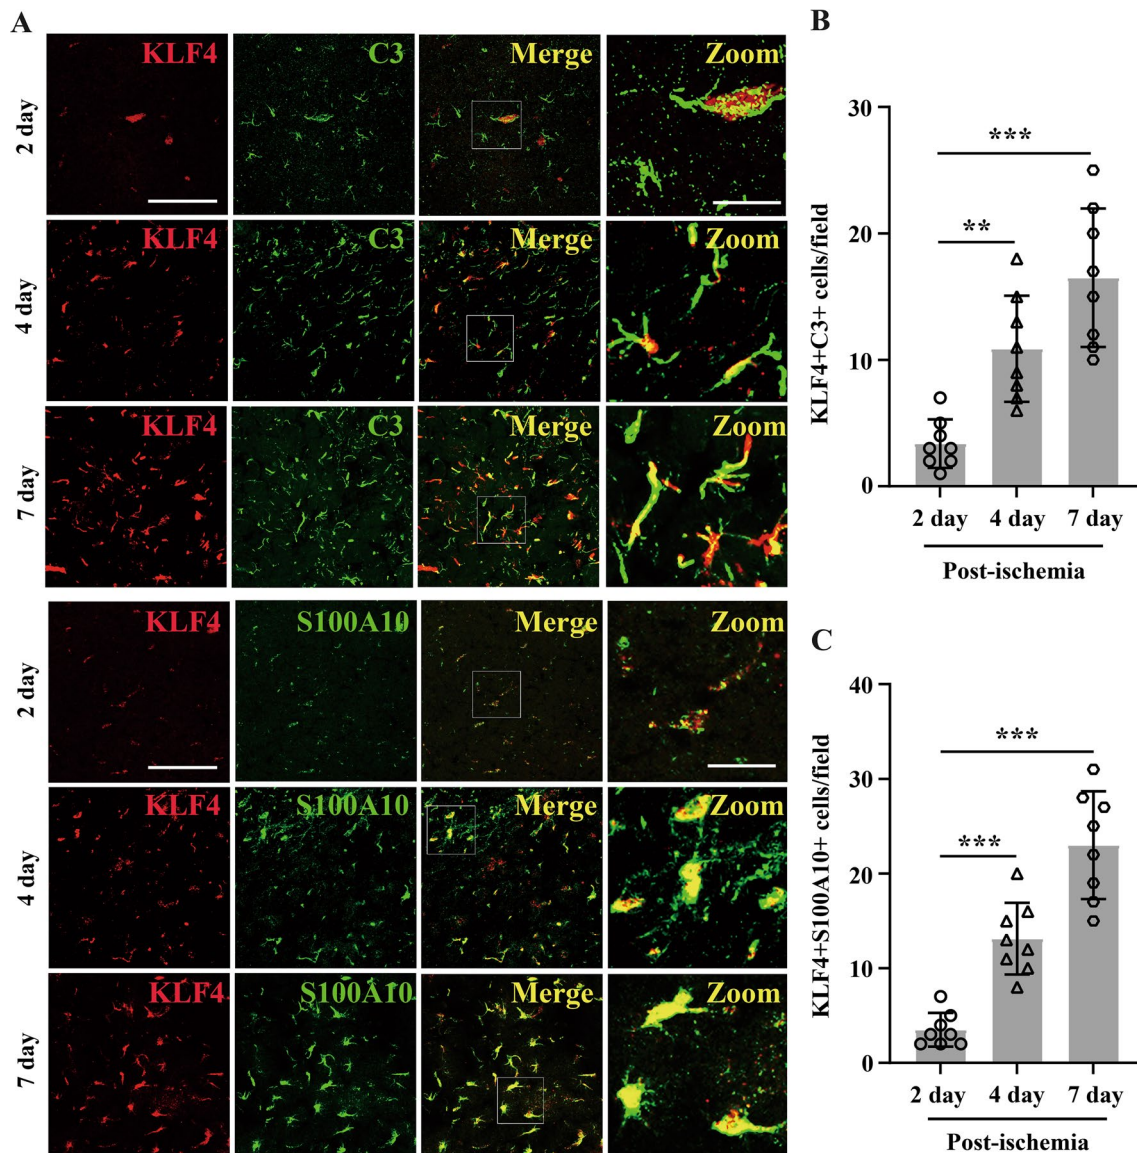 A
KLF4 C3 Merge Zoom
2 day
KLF4 C3 Merge Zoom
4 day
KLF4 C3 Merge Zoom
7 day
KLF4 S100A10 Merge Zoom
2 day
KLF4 S100A10 Merge Zoom
4 day
KLF4 S100A10 Merge Zoom
7 day
B
KLF4+C3+ cells/field
30
20
10
0
***
**
2 day 4 day 7 day
Post-ischemia
C
KLF4+S100A10+ cells/field
40
30
20
10
0
***
***
2 day 4 day 7 day
Post-ischemia